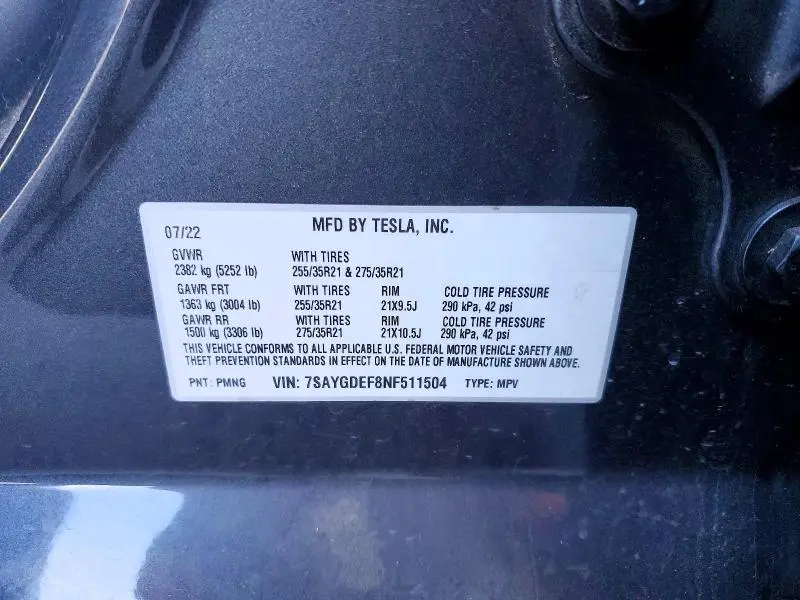 MFD BY TESLA, INC.
07/22
GVWR WITH TIRES
2382 kg (5252 lb) 255/35R21 & 275/35R21
GAWR FRT WITH TIRES RIM COLD TIRE PRESSURE
1363 kg (3004 lb) 255/35R21 21X9.5J 290 kPa, 42 psi
GAWR RR WITH TIRES RIM COLD TIRE PRESSURE
1500 kg (3306 lb) 275/35R21 21X10.5J 290 kPa, 42 psi
THIS VEHICLE CONFORMS TO ALL APPLICABLE U.S. FEDERAL MOTOR VEHICLE SAFETY AND
THEFT PREVENTION STANDARDS IN EFFECT ON THE DATE OF MANUFACTURE SHOWN ABOVE.
PNT: PMNG VIN: 7SAYGDEF8NF511504 TYPE: MPV